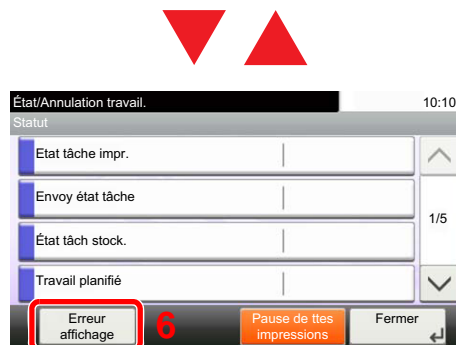 État/Annulation travail.
10:10
Statut
Etat tâche impr.
Envoy état tâche
1/5
État tâch stock.
Travail planifié
Erreur
affichage
6
Pause de ttes
impressions
Fermer